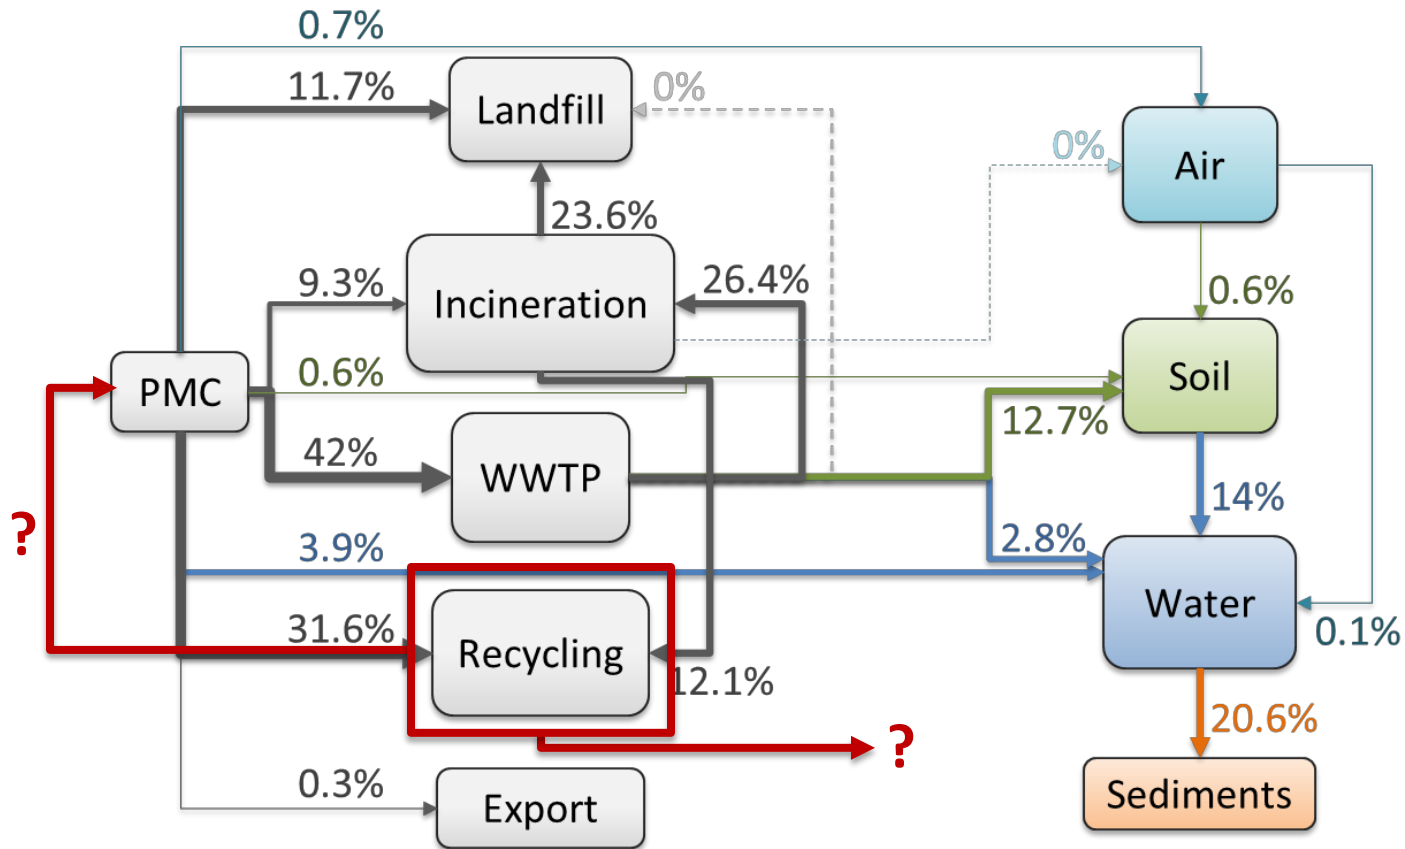 0.7%
11.7%
Landfill
0%
0%
Air
23.6%
9.3%
Incineration
26.4%
0.6%
PMC
0.6%
Soil
12.7%
42%
WWTP
14%
?
3.9%
2.8%
Water
31.6%
Recycling
12.1%
0.1%
20.6%
?
0.3%
Export
Sediments